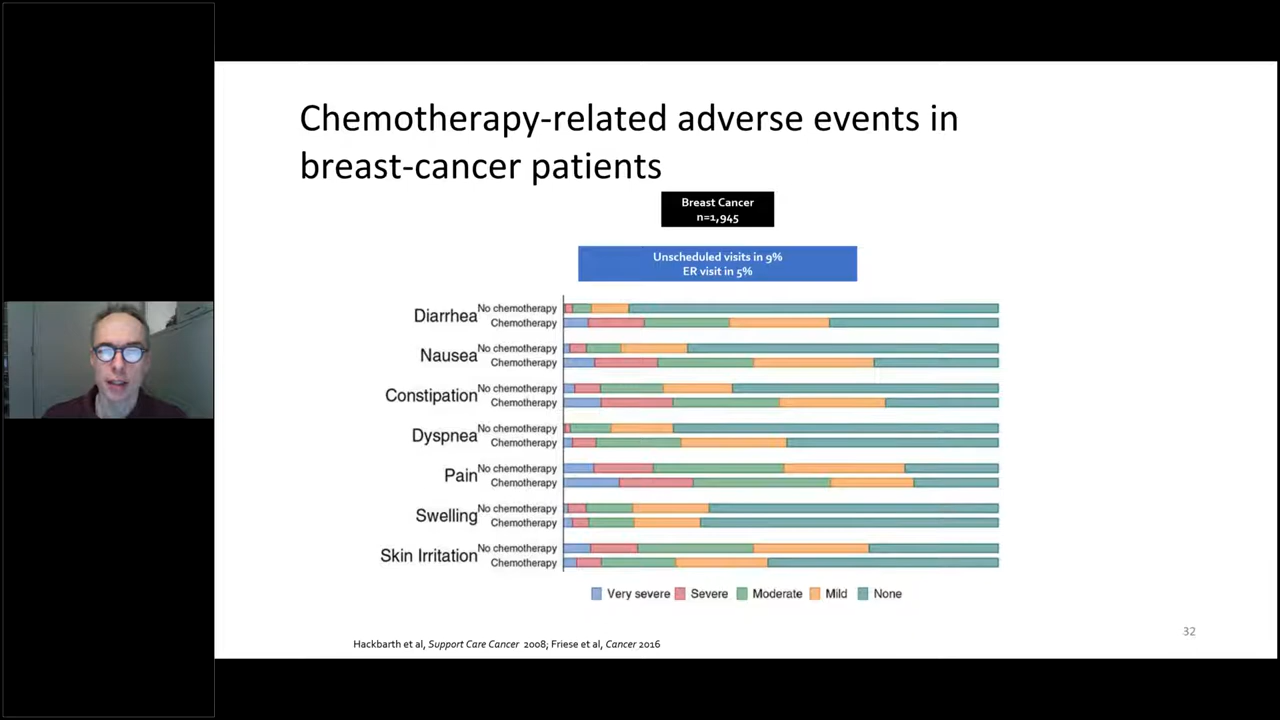 Chemotherapy-related adverse events in
breast-cancer patients
Breast Cancer
n=1,945
Unscheduled visits in 9%
ER visit in 5%
Diarrhea
No chemotherapy
Chemotherapy
Nausea
No chemotherapy
Chemotherapy
Constipation
No chemotherapy
Chemotherapy
Dyspnea
No chemotherapy
Chemotherapy
Pain
No chemotherapy
Chemotherapy
Swelling
No chemotherapy
Chemotherapy
Skin Irritation
No chemotherapy
Chemotherapy
Very severe Severe Moderate Mild None
Hackbarth et al, Support Care Cancer 2008; Friese et al, Cancer 2016
32